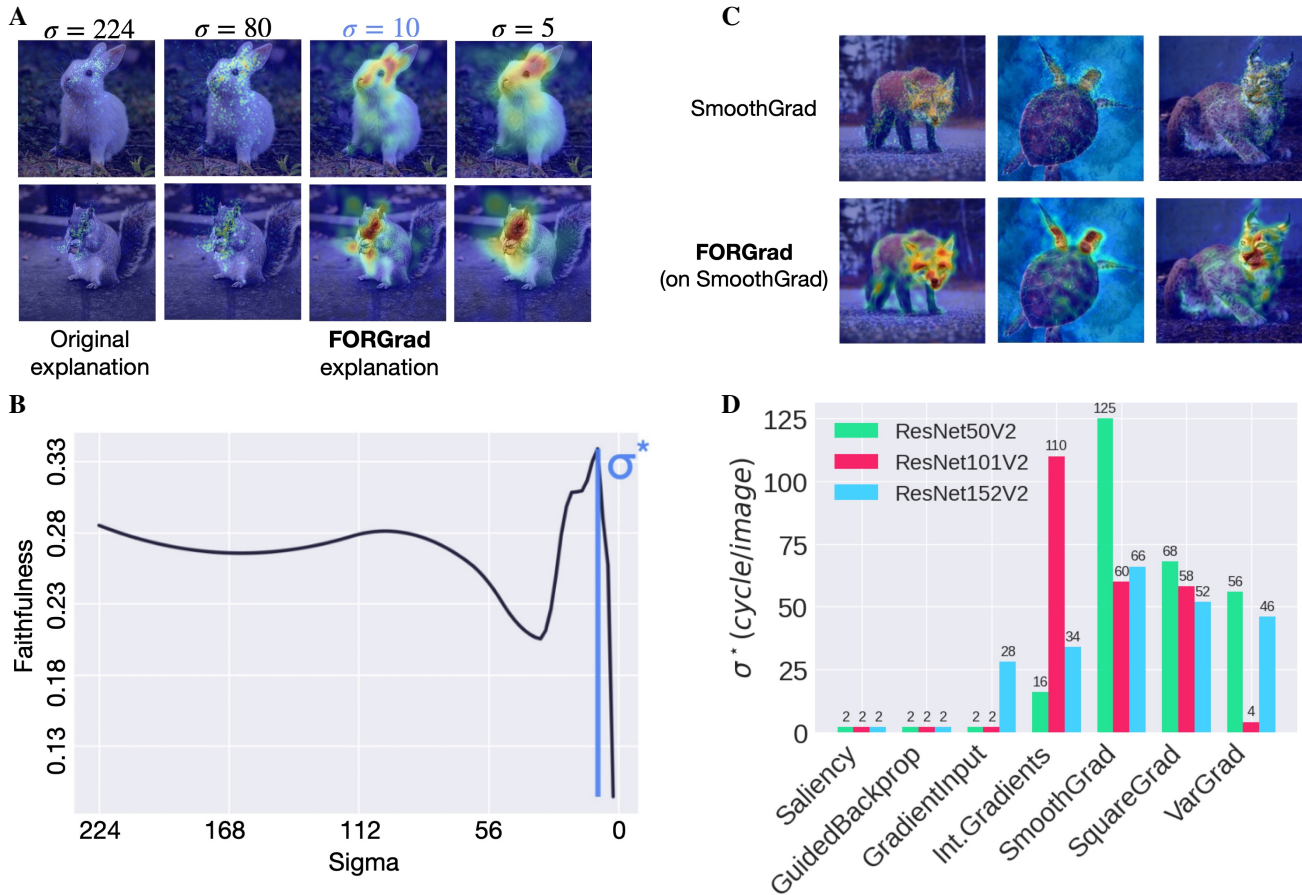 A
σ = 224
σ = 80
σ = 10
σ = 5
Original
explanation
FORGrad
explanation
B
Faithfulness
0.33
0.28
0.23
0.18
0.13
σ*
224
168
112
56
0
Sigma
C
SmoothGrad
FORGrad
(on SmoothGrad)
D
σ* (cycle/image)
125
100
75
50
25
0
ResNet50V2
ResNet101V2
ResNet152V2
2 2 2
2 2 2
2 2 28
16 110 34
125 60 66
68 58 52
56 4 46
Saliency
GuidedBackprop
GradientInput
Int.Gradients
SmoothGrad
SquareGrad
VarGrad